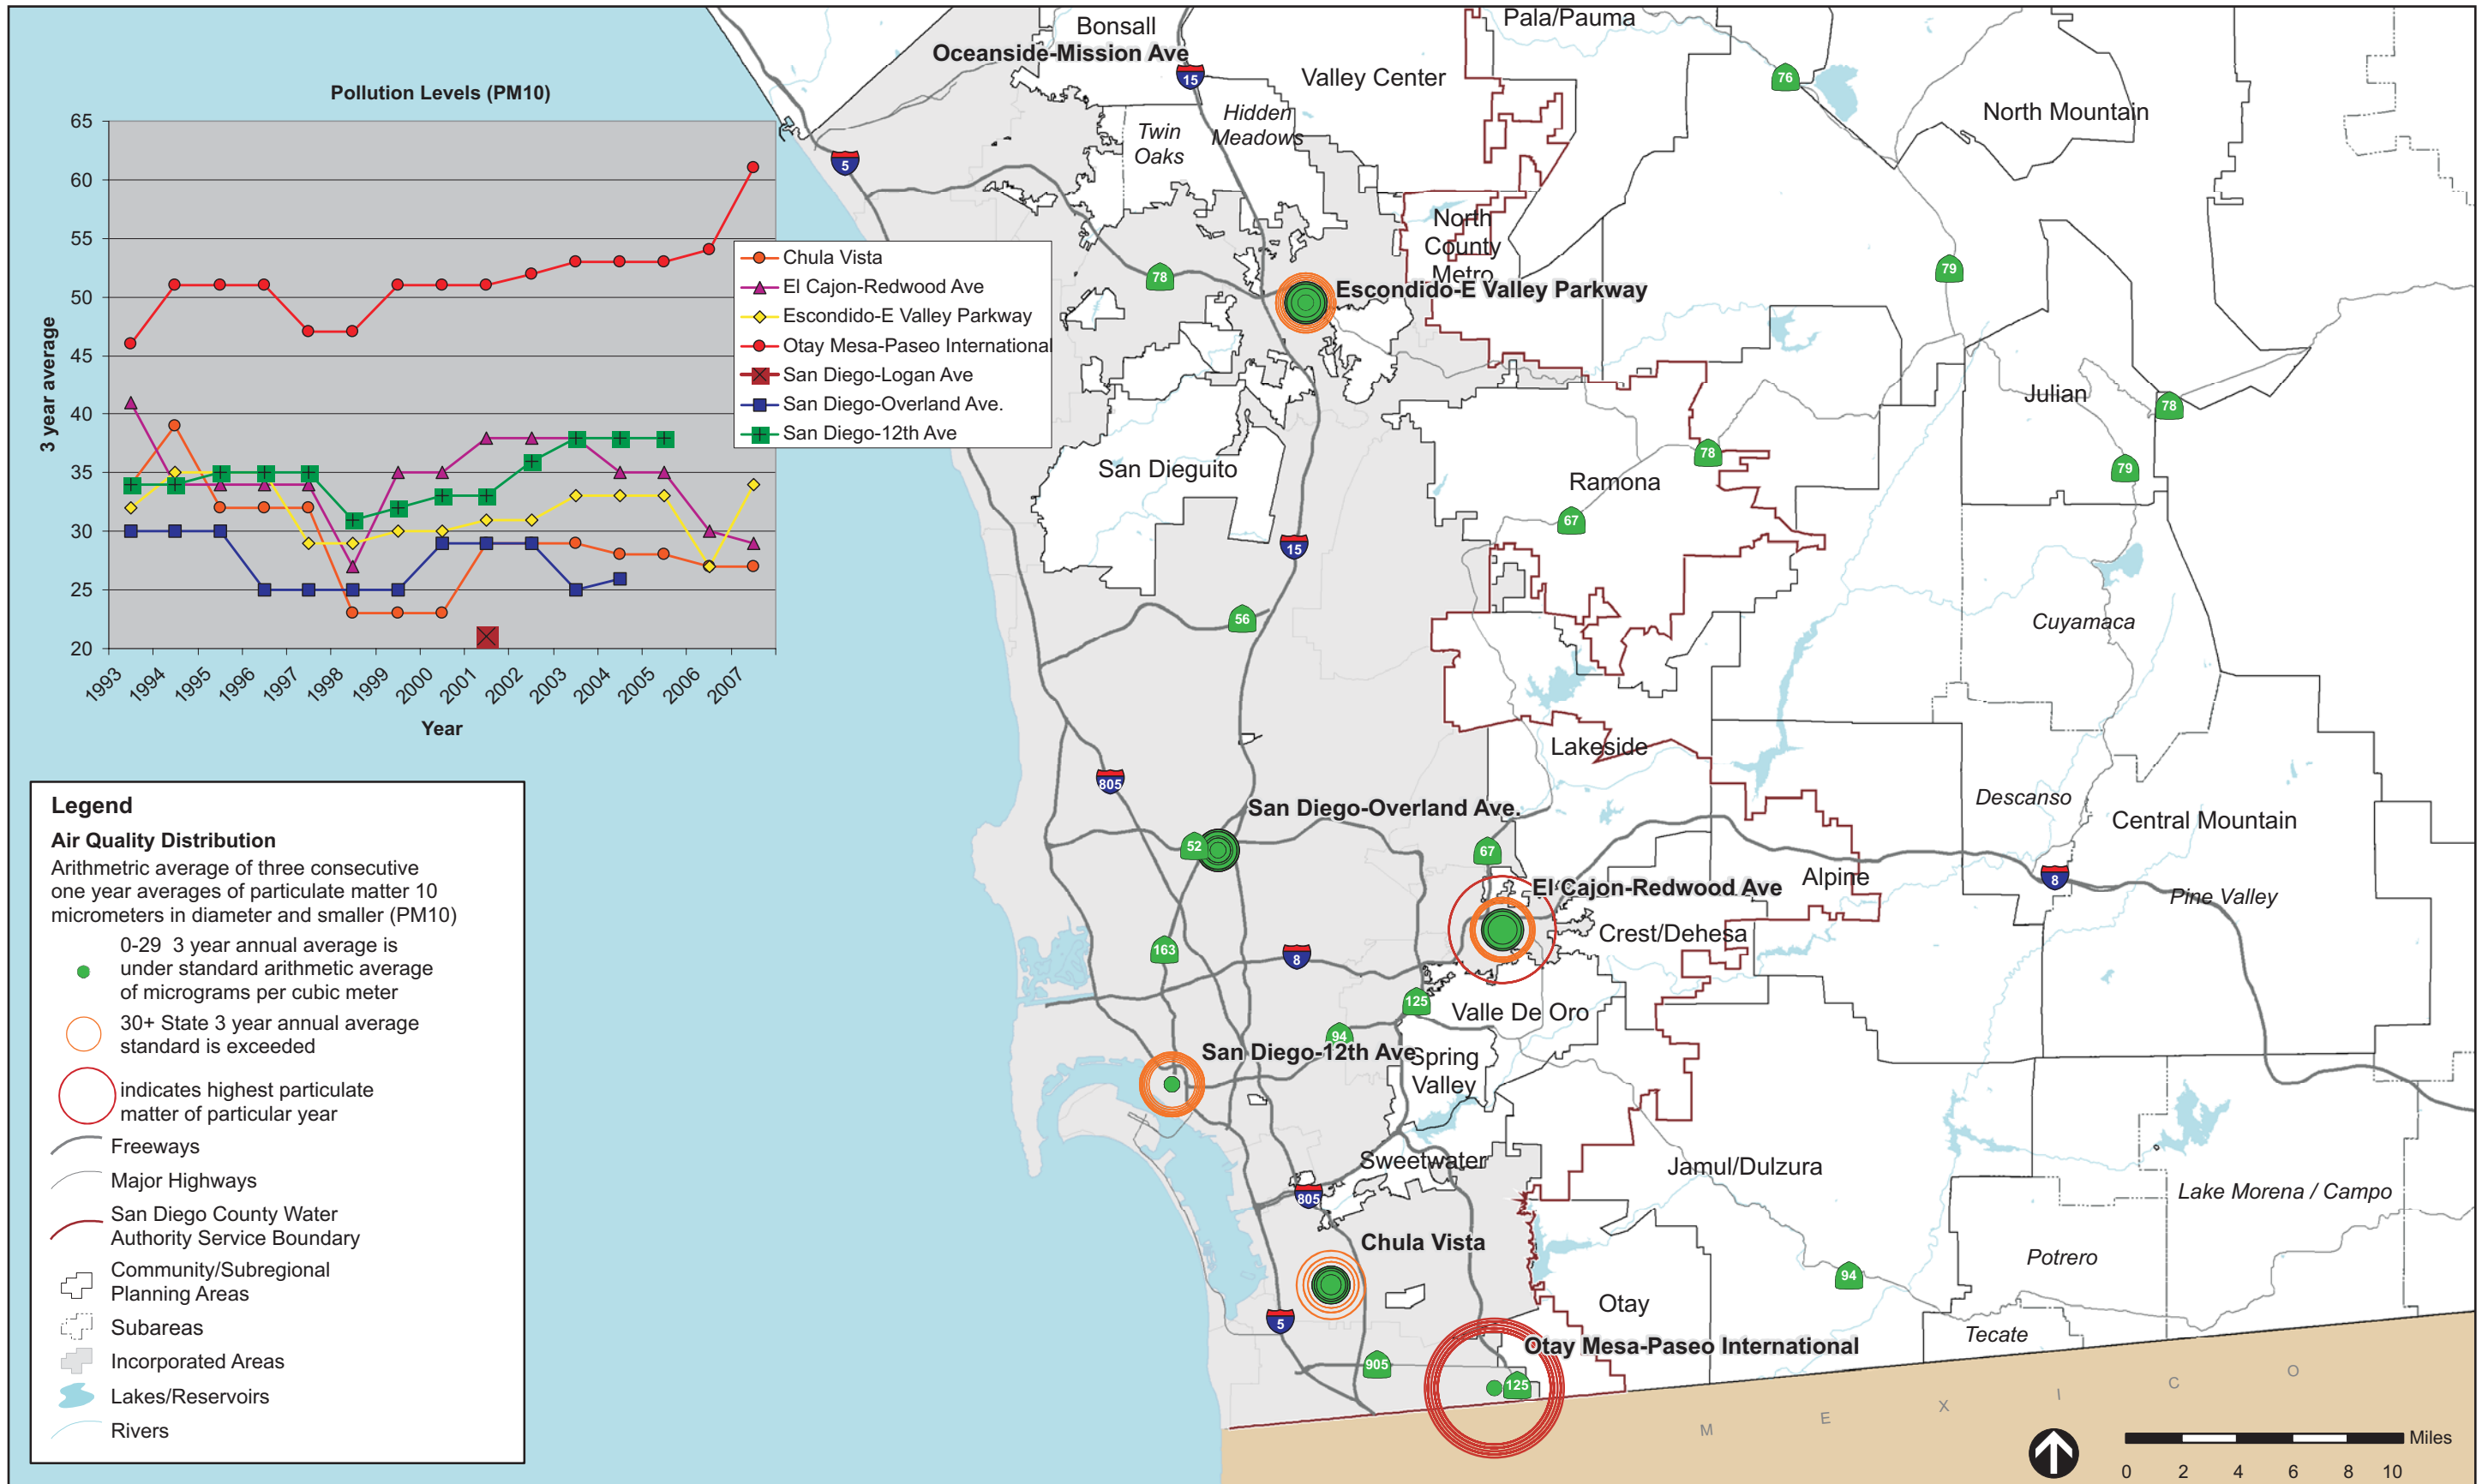 Pollution Levels (PM10)
3 year average
65
60
55
50
45
40
35
30
25
20
1993
1994
1995
1996
1997
1998
1999
2000
2001
2002
2003
2004
2005
2006
2007
Year
Chula Vista
El Cajon-Redwood Ave
Escondido-E Valley Parkway
Otay Mesa-Paseo International
San Diego-Logan Ave
San Diego-Overland Ave.
San Diego-12th Ave
Legend
Air Quality Distribution
Arithmetric average of three consecutive
one year averages of particulate matter 10
micrometers in diameter and smaller (PM10)
0-29 3 year annual average is
under standard arithmetic average
of micrograms per cubic meter
30+ State 3 year annual average
standard is exceeded
indicates highest particulate
matter of particular year
Freeways
Major Highways
San Diego County Water
Authority Service Boundary
Community/Subregional
Planning Areas
Subareas
Incorporated Areas
Lakes/Reservoirs
Rivers
Bonsall
Pala/Pauma
Oceanside-Mission Ave
15
Valley Center
76
North Mountain
Hidden
Meadows
Twin
Oaks
5
North
County
Metro
78
79
Escondido-E Valley Parkway
Julian
78
San Dieguito
Ramona
78
79
67
15
56
Cuyamaca
Lakeside
805
Descanso
San Diego-Overland Ave.
Central Mountain
52
67
El Cajon-Redwood Ave
Alpine
8
Pine Valley
163
Crest/Dehesa
8
125
Valle De Oro
94
San Diego-12th Ave
Spring
Valley
Sweetwater
Jamul/Dulzura
805
Lake Morena / Campo
Chula Vista
Potrero
94
Otay
5
Tecate
Otay Mesa-Paseo International
905
125
M E X I C O
Miles
0 2 4 6 8 10